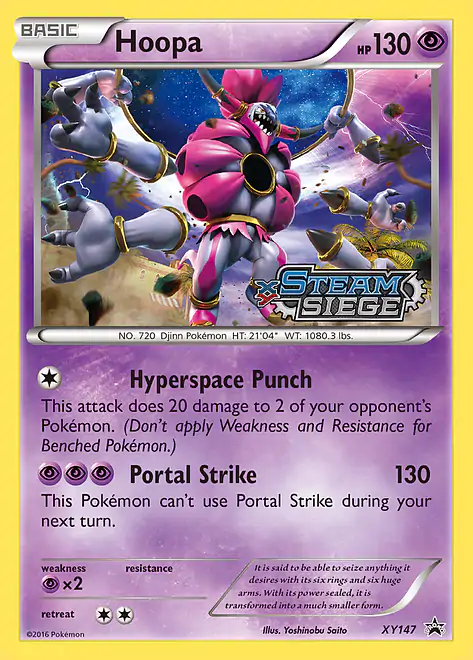 BASIC
Hoopa
HP 130
XY
STEAM
SIEGE
NO. 720 Djinn Pokémon HT: 21'04" WT: 1080.3 lbs.
Hyperspace Punch
This attack does 20 damage to 2 of your opponent's
Pokémon. (Don't apply Weakness and Resistance for
Benched Pokémon.)
Portal Strike 130
This Pokémon can't use Portal Strike during your
next turn.
weakness resistance
×2
retreat
It is said to be able to seize anything it
desires with its six rings and six huge
arms. With its power sealed, it is
transformed into a much smaller form.
©2016 Pokémon Illus. Yoshinobu Saito XY147